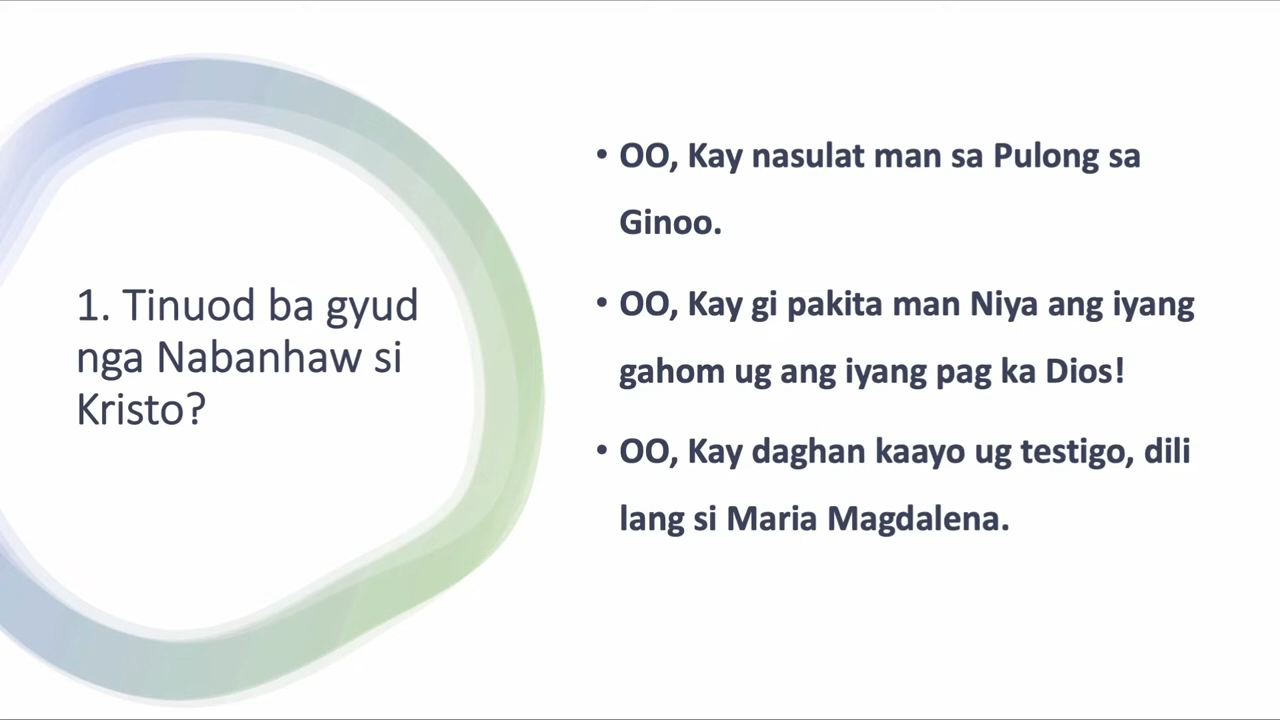 1. Tinuod ba gyud
nga Nabanhaw si
Kristo?
• OO, Kay nasulat man sa Pulong sa
Ginoo.
• OO, Kay gi pakita man Niya ang iyang
gahom ug ang iyang pag ka Dios!
• OO, Kay daghan kaayo ug testigo, dili
lang si Maria Magdalena.